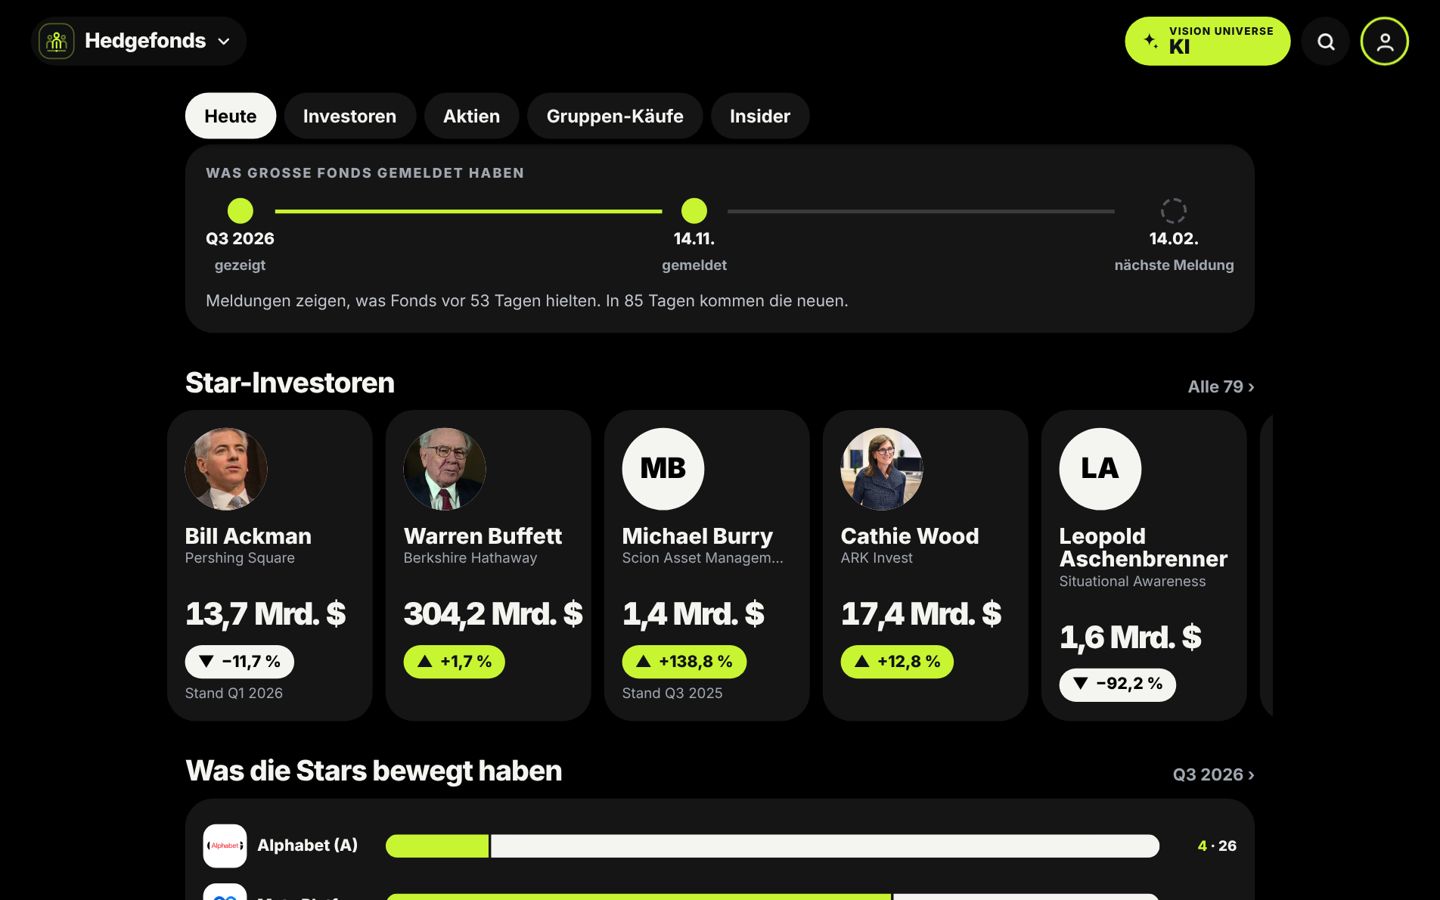 Hedgefonds
VISION UNIVERSE
KI
Heute
Investoren
Aktien
Gruppen-Käufe
Insider
WAS GROSSE FONDS GEMELDET HABEN
Q3 2026
gezeigt
14.11.
gemeldet
14.02.
nächste Meldung
Meldungen zeigen, was Fonds vor 53 Tagen hielten. In 85 Tagen kommen die neuen.
Star-Investoren
Alle 79 ›
Bill Ackman
Pershing Square
13,7 Mrd. $
▼ −11,7 %
Stand Q1 2026
Warren Buffett
Berkshire Hathaway
304,2 Mrd. $
▲ +1,7 %
MB
Michael Burry
Scion Asset Managem...
1,4 Mrd. $
▲ +138,8 %
Stand Q3 2025
Cathie Wood
ARK Invest
17,4 Mrd. $
▲ +12,8 %
LA
Leopold
Aschenbrenner
Situational Awareness
1,6 Mrd. $
▼ −92,2 %
Was die Stars bewegt haben
Q3 2026 ›
Alphabet
Alphabet (A)
4 · 26